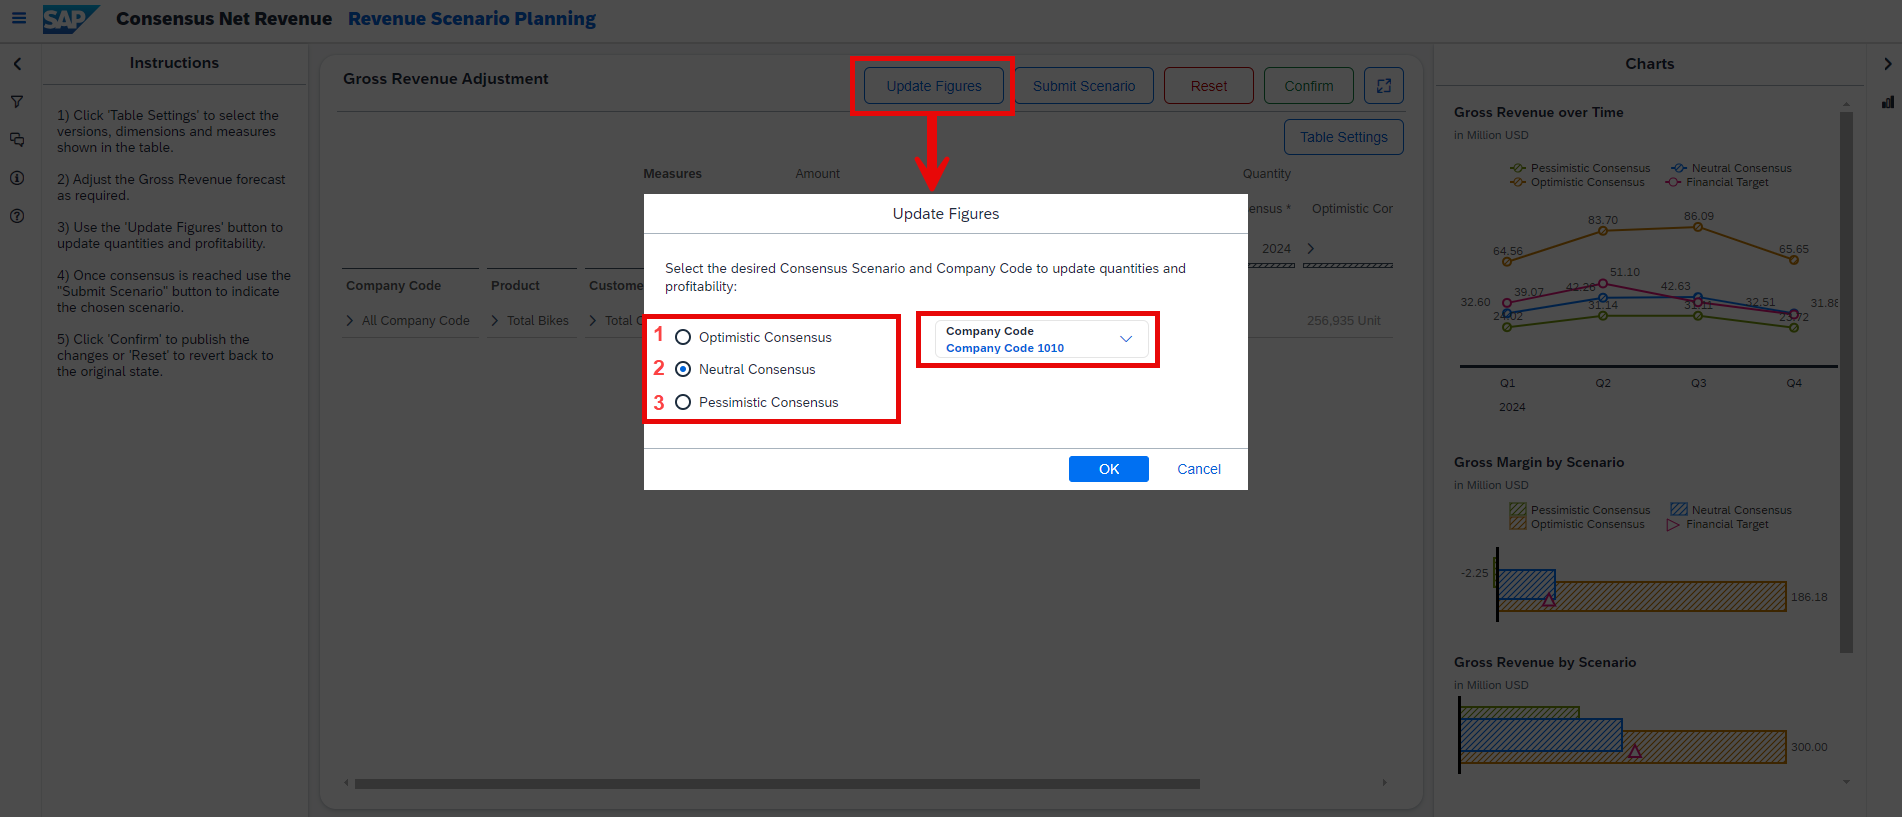 SAP Consensus Net Revenue Revenue Scenario Planning
Instructions
1) Click 'Table Settings' to select the
versions, dimensions and measures
shown in the table.
2) Adjust the Gross Revenue forecast
as required.
3) Use the 'Update Figures' button to
update quantities and profitability.
4) Once consensus is reached use the
"Submit Scenario" button to indicate
the chosen scenario.
5) Click 'Confirm' to publish the
changes or 'Reset' to revert back to
the original state.
Gross Revenue Adjustment
Update Figures
Submit Scenario
Reset
Confirm
Table Settings
Measures
Amount
Quantity
ensus *
Optimistic Cor
2024
Company Code
Product
Custome
All Company Code
Total Bikes
Total C
256,935 Unit
Update Figures
Select the desired Consensus Scenario and Company Code to update quantities and
profitability:
1 Optimistic Consensus
2 Neutral Consensus
3 Pessimistic Consensus
Company Code
Company Code 1010
OK
Cancel
Charts
Gross Revenue over Time
in Million USD
Pessimistic Consensus
Neutral Consensus
Optimistic Consensus
Financial Target
64.56
83.70
86.09
65.65
32.60
39.07
51.10
42.26
42.63
32.51
31.88
24.02
31.14
31.11
23.72
Q1
Q2
Q3
Q4
2024
Gross Margin by Scenario
in Million USD
Pessimistic Consensus
Neutral Consensus
Optimistic Consensus
Financial Target
-2.25
186.18
Gross Revenue by Scenario
in Million USD
300.00